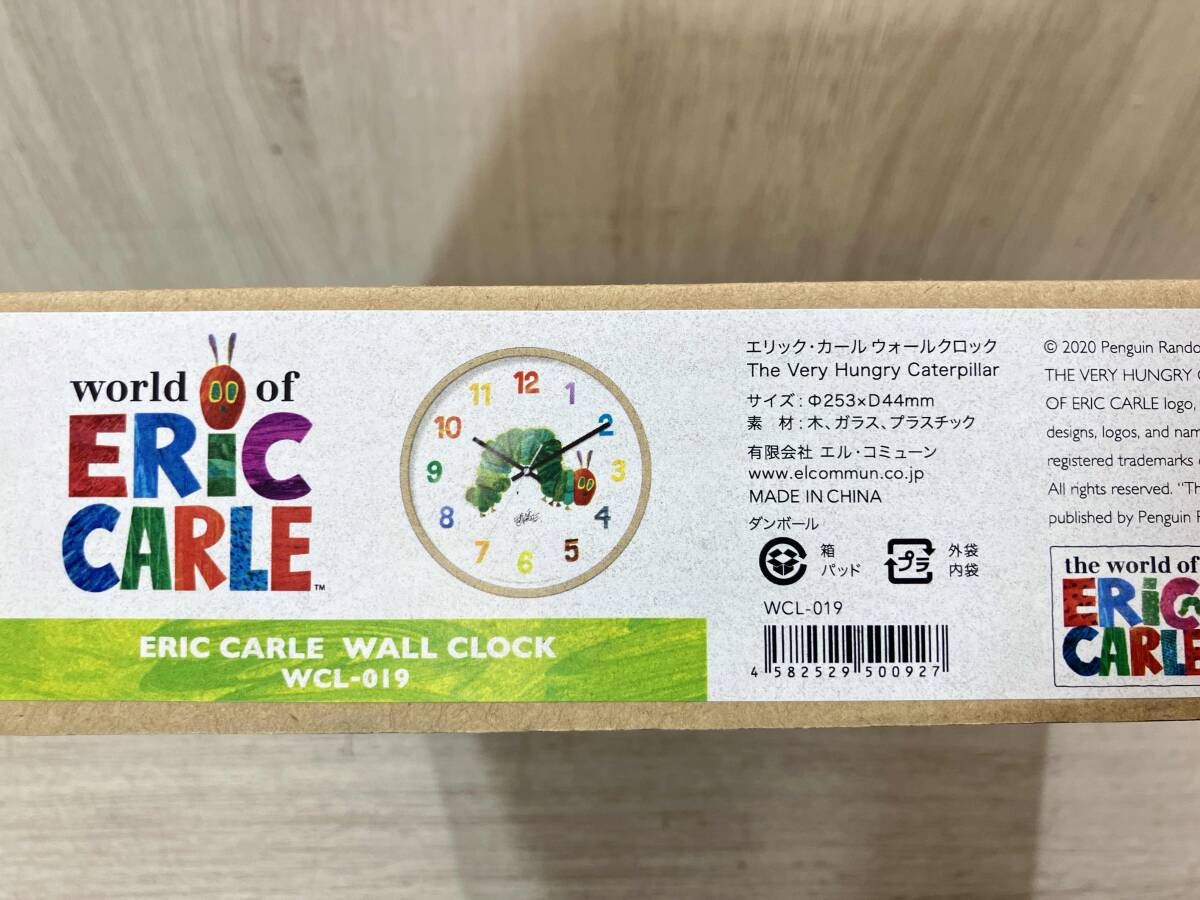 world of
ERIC
CARLE™
11 12 1
10 2
9 3
8 4
7 6 5
ERIC CARLE WALL CLOCK
WCL-019
エリック・カール ウォールクロック
The Very Hungry Caterpillar
サイズ：Φ253×D44mm
素 材：木、ガラス、プラスチック
有限会社 エル・コミューン
www.elcommun.co.jp
MADE IN CHINA
ダンボール
箱
パッド
プラ
外袋
内袋
WCL-019
4 582529 500927
© 2020 Penguin Rando
THE VERY HUNGRY
OF ERIC CARLE logo,
designs, logos, and nam
registered trademarks
All rights reserved. “Th
published by Penguin
the world of
ERIC
CARLE